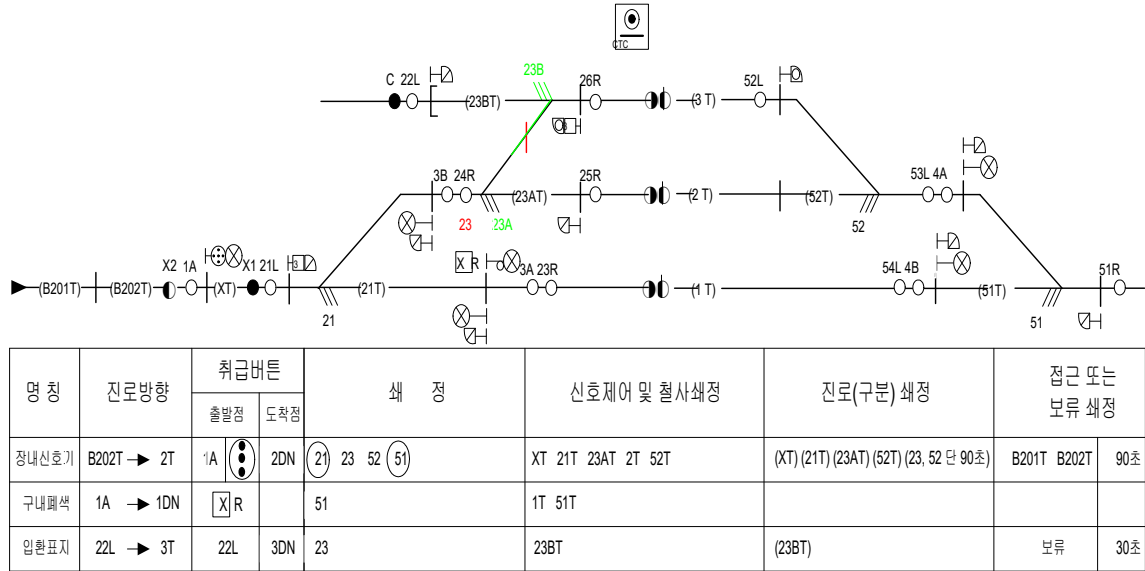 CTC
23B
C 22L
26R
52L
(23BT)
(3 T)
3B 24R
25R
53L 4A
(23AT)
(2 T)
(52T)
23
23A
52
X R
X2 1A
X1 21L
3
3A 23R
54L 4B
51R
(B201T)
(B202T)
(XT)
(21T)
(1 T)
(51T)
21
51
명 칭 진로방향 취급버튼 쇄 정 신호제어 및 철사쇄정 진로(구분) 쇄정 접근 또는
보류 쇄정
출발점 도착점
장내신호기 B202T → 2T 1A 2DN 21 23 52 51 XT 21T 23AT 2T 52T (XT) (21T) (23AT) (52T) (23, 52 단 90초) B201T B202T 90초
구내폐색 1A → 1DN X R 51 1T 51T
입환표지 22L → 3T 22L 3DN 23 23BT (23BT) 보류 30초